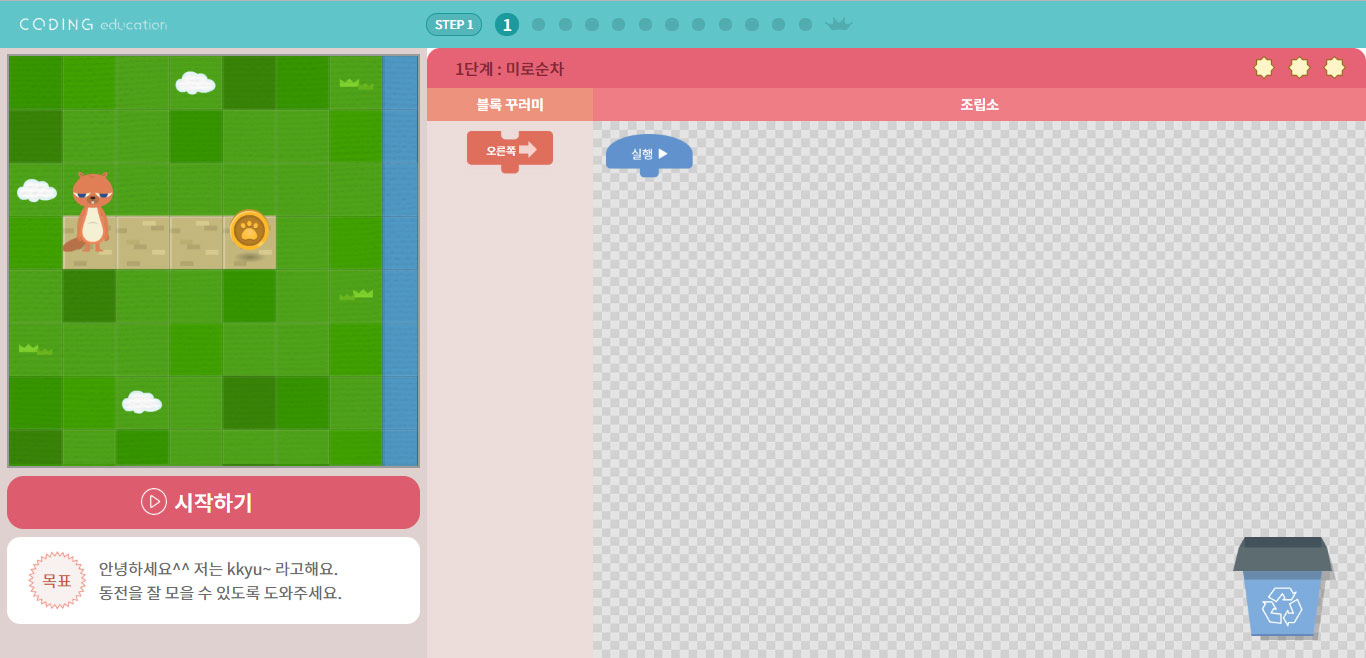 CODING education
STEP 1
1
1단계 : 미로순차
블록 꾸러미
조립소
오른쪽
실행
시작하기
목표
안녕하세요^^ 저는 kkyu~ 라고해요.
동전을 잘 모을 수 있도록 도와주세요.